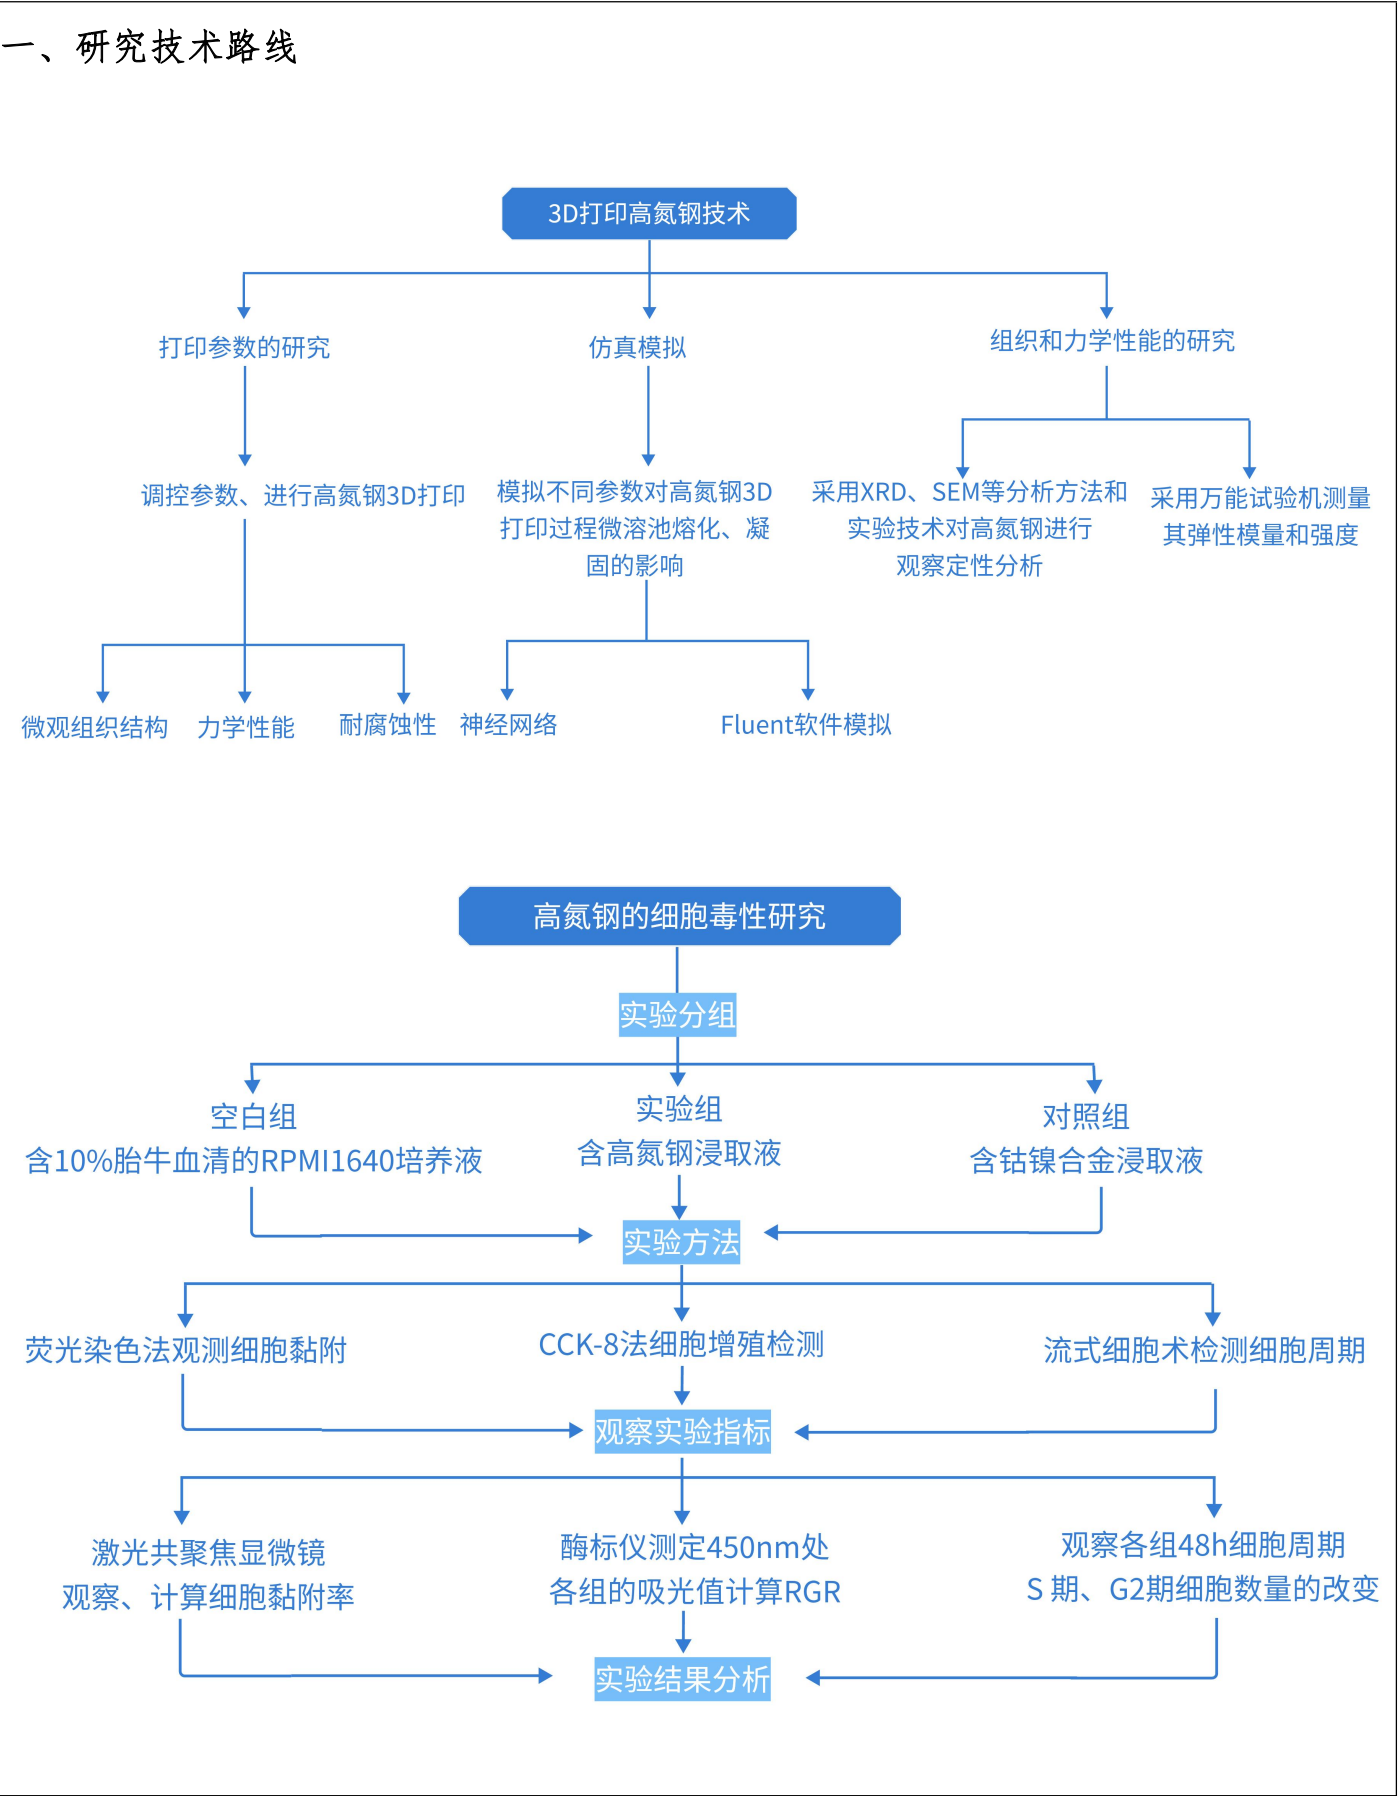 一、研究技术路线
3D打印高氮钢技术
打印参数的研究
仿真模拟
组织和力学性能的研究
调控参数、进行高氮钢3D打印
模拟不同参数对高氮钢3D
打印过程微溶池熔化、凝
固的影响
采用XRD、SEM等分析方法和
实验技术对高氮钢进行
观察定性分析
采用万能试验机测量
其弹性模量和强度
微观组织结构
力学性能
耐腐蚀性
神经网络
Fluent软件模拟
高氮钢的细胞毒性研究
实验分组
空白组
含10%胎牛血清的RPMI1640培养液
实验组
含高氮钢浸取液
对照组
含钴镍合金浸取液
实验方法
荧光染色法观测细胞黏附
CCK-8法细胞增殖检测
流式细胞术检测细胞周期
观察实验指标
激光共聚焦显微镜
观察、计算细胞黏附率
酶标仪测定450nm处
各组的吸光值计算RGR
观察各组48h细胞周期
S 期、G2期细胞数量的改变
实验结果分析